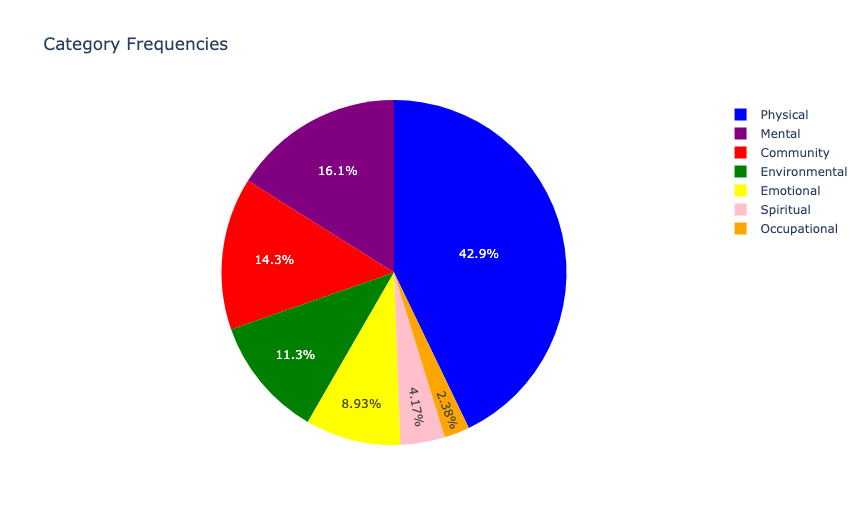 Category Frequencies
Physical
Mental
Community
Environmental
Emotional
Spiritual
Occupational
16.1%
42.9%
14.3%
11.3%
8.93%
4.17%
2.38%